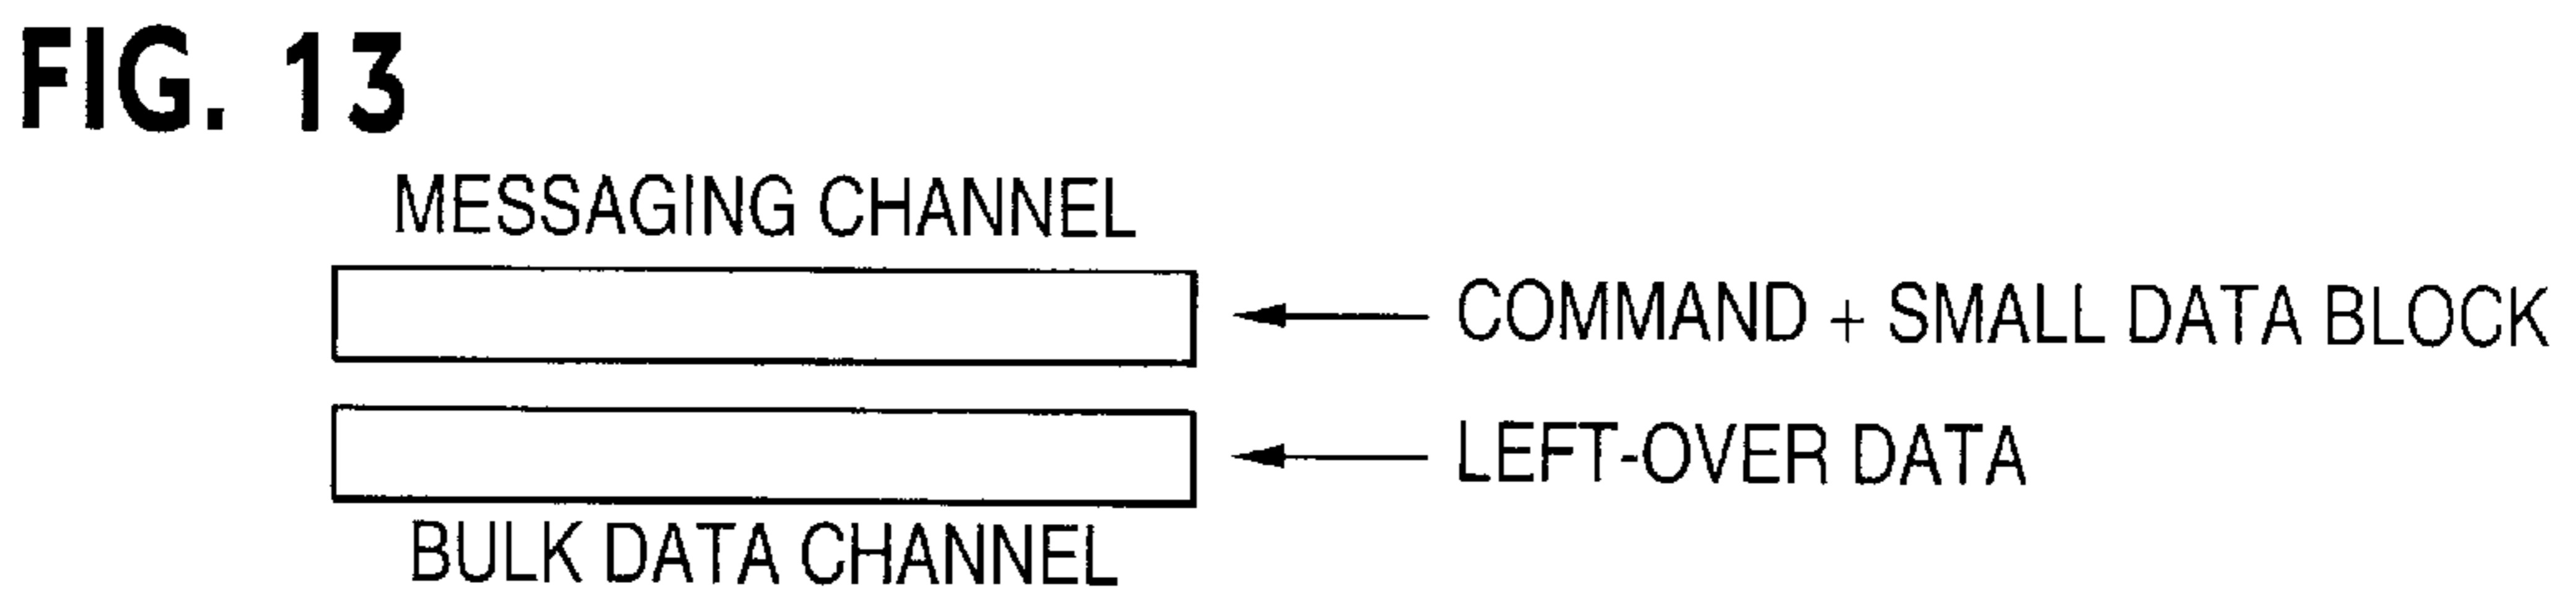 FIG. 13
MESSAGING CHANNEL
COMMAND + SMALL DATA BLOCK
LEFT-OVER DATA
BULK DATA CHANNEL